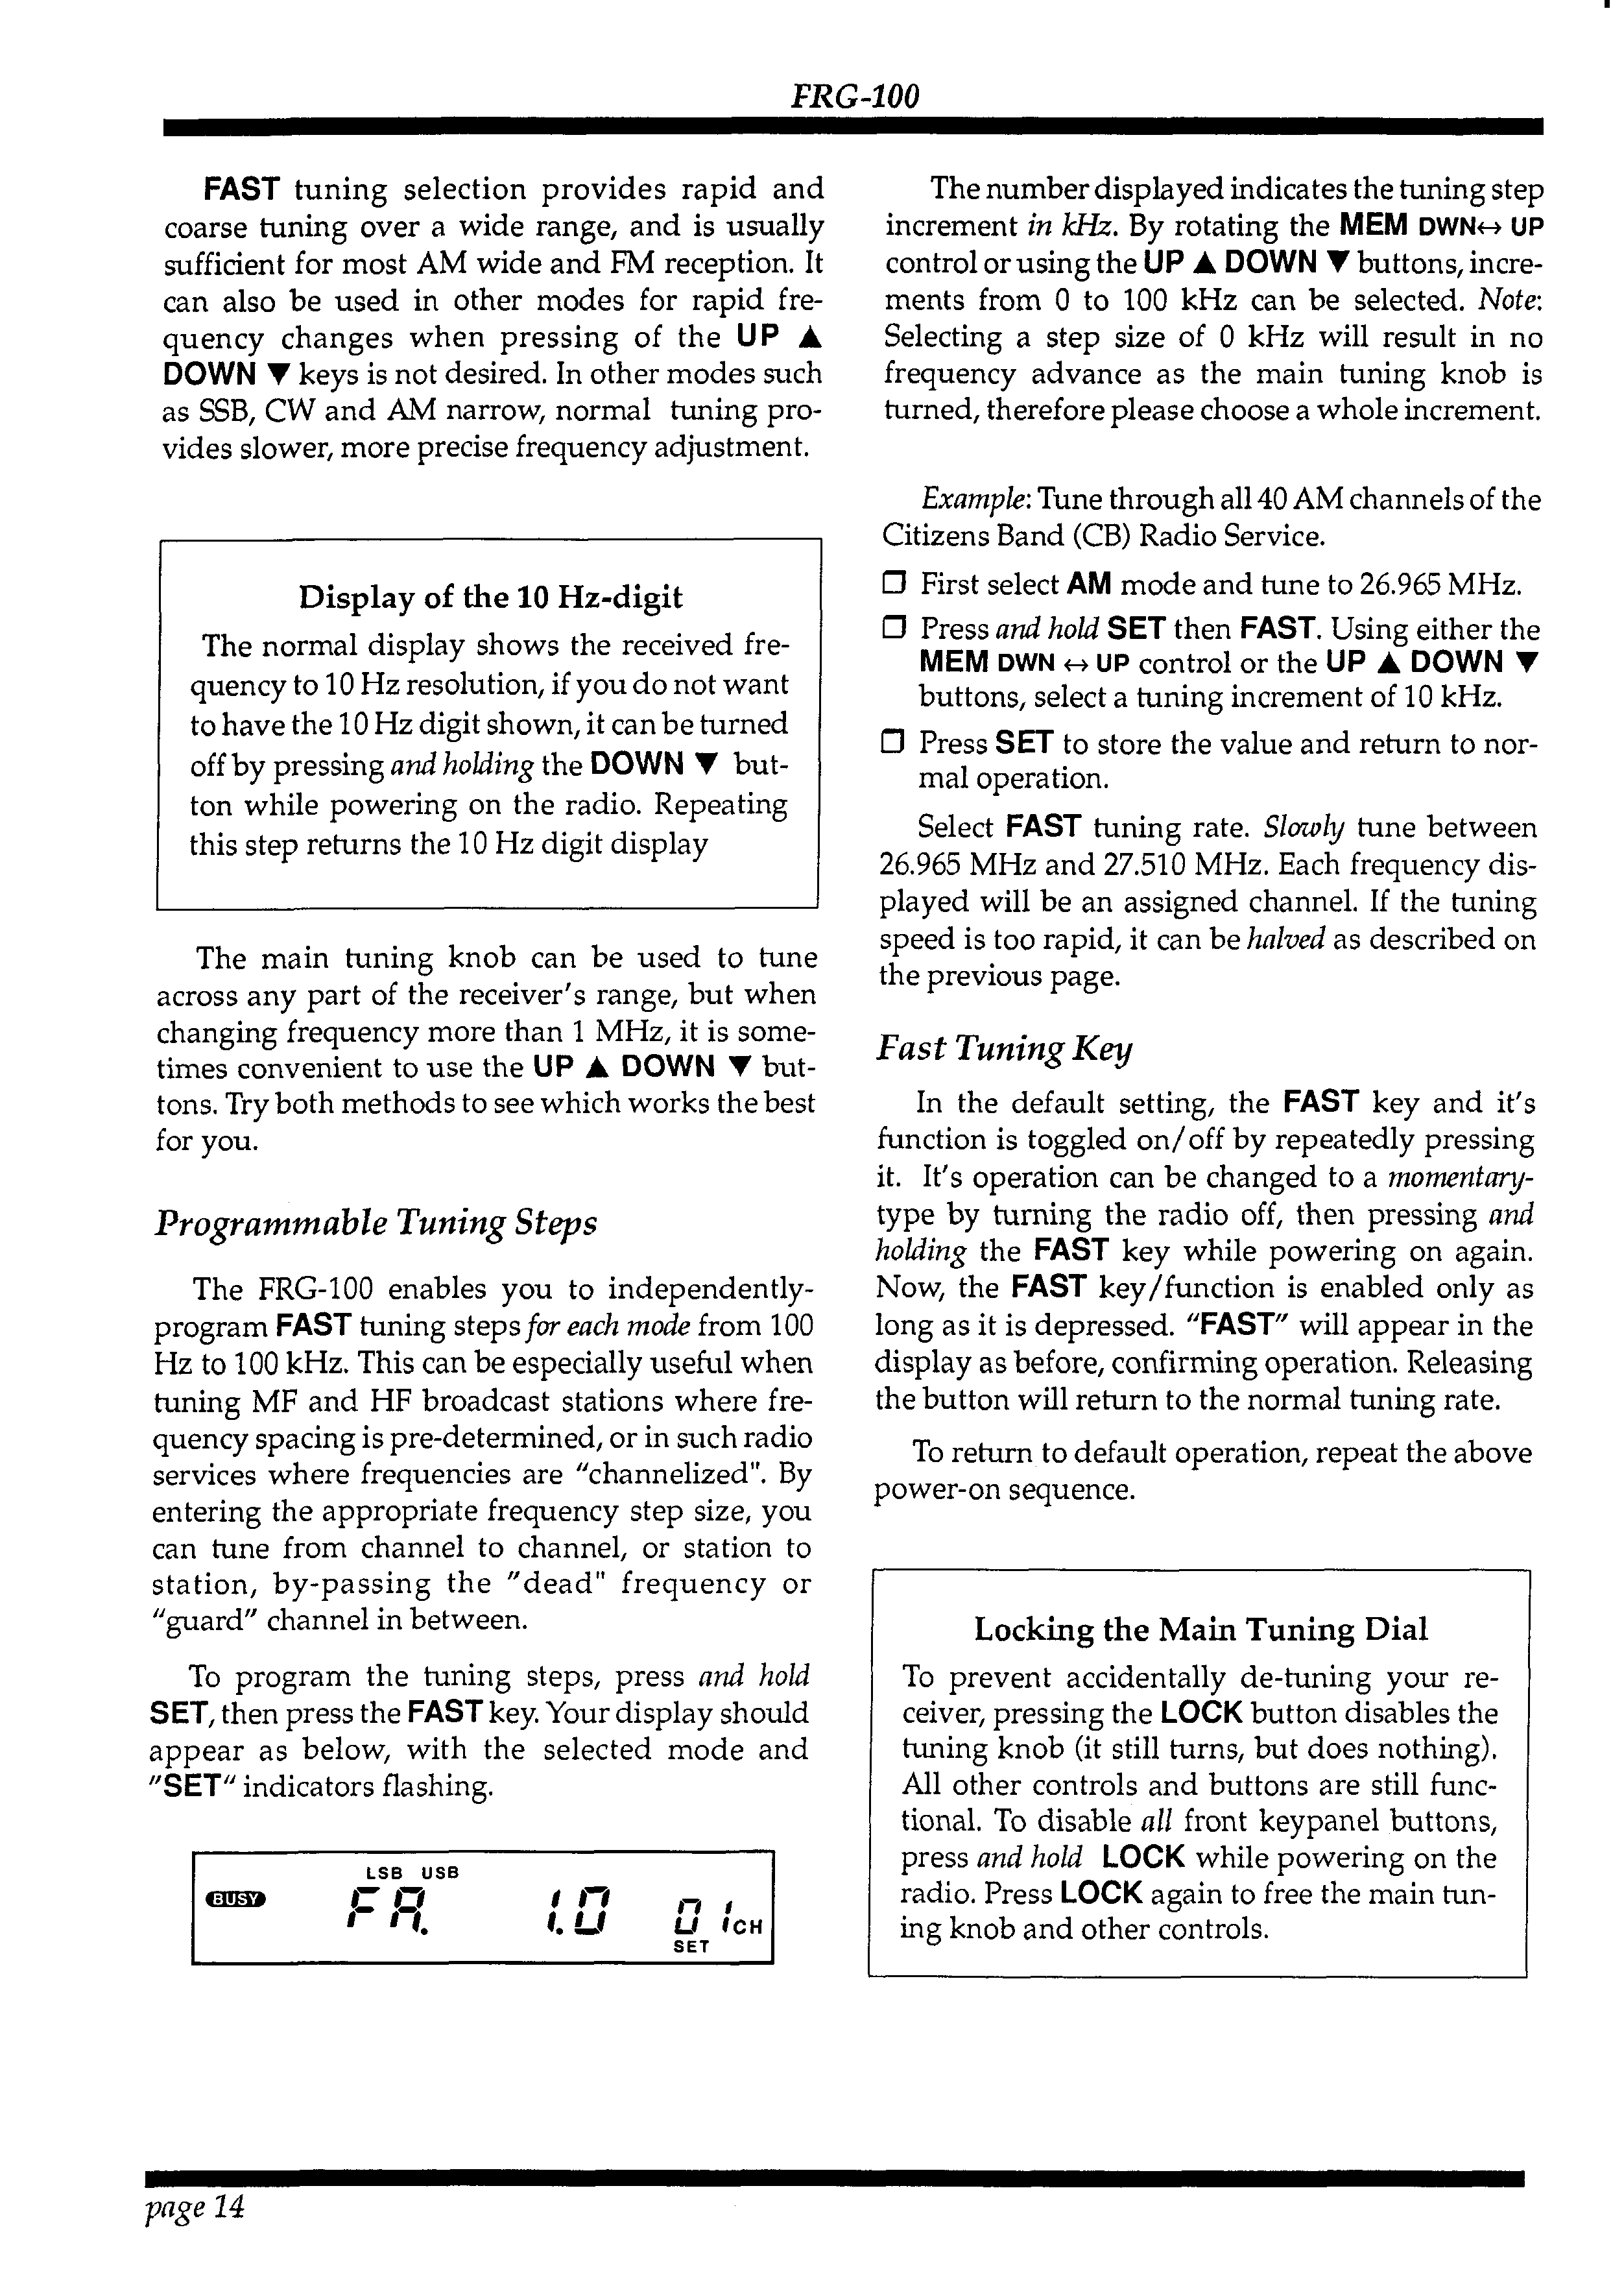 FRG-100
FAST tuning selection provides rapid and
coarse tuning over a wide range, and is usually
sufficient for most AM wide and FM reception. It
can also be used in other modes for rapid fre-
quency changes when pressing of the UP ▲
DOWN ▼ keys is not desired. In other modes such
as SSB, CW and AM narrow, normal tuning pro-
vides slower, more precise frequency adjustment.
Display of the 10 Hz-digit
The normal display shows the received fre-
quency to 10 Hz resolution, if you do not want
to have the 10 Hz digit shown, it can be turned
off by pressing and holding the DOWN ▼ but-
ton while powering on the radio. Repeating
this step returns the 10 Hz digit display
The main tuning knob can be used to tune
across any part of the receiver's range, but when
changing frequency more than 1 MHz, it is some-
times convenient to use the UP ▲ DOWN ▼ but-
tons. Try both methods to see which works the best
for you.
Programmable Tuning Steps
The FRG-100 enables you to independently-
program FAST tuning steps for each mode from 100
Hz to 100 kHz. This can be especially useful when
tuning MF and HF broadcast stations where fre-
quency spacing is pre-determined, or in such radio
services where frequencies are "channelized". By
entering the appropriate frequency step size, you
can tune from channel to channel, or station to
station, by-passing the "dead" frequency or
"guard" channel in between.
To program the tuning steps, press and hold
SET, then press the FAST key. Your display should
appear as below, with the selected mode and
"SET" indicators flashing.
LSB USB
BUSY FA. 1.0 01CH
SET
The number displayed indicates the tuning step
increment in kHz. By rotating the MEM DWN↔ UP
control or using the UP ▲ DOWN ▼ buttons, incre-
ments from 0 to 100 kHz can be selected. Note:
Selecting a step size of 0 kHz will result in no
frequency advance as the main tuning knob is
turned, therefore please choose a whole increment.
Example: Tune through all 40 AM channels of the
Citizens Band (CB) Radio Service.
❒ First select AM mode and tune to 26.965 MHz.
❒ Press and hold SET then FAST. Using either the
MEM DWN ↔ UP control or the UP ▲ DOWN ▼
buttons, select a tuning increment of 10 kHz.
❒ Press SET to store the value and return to nor-
mal operation.
Select FAST tuning rate. Slowly tune between
26.965 MHz and 27.510 MHz. Each frequency dis-
played will be an assigned channel. If the tuning
speed is too rapid, it can be halved as described on
the previous page.
Fast Tuning Key
In the default setting, the FAST key and it's
function is toggled on/off by repeatedly pressing
it. It's operation can be changed to a momentary-
type by turning the radio off, then pressing and
holding the FAST key while powering on again.
Now, the FAST key/function is enabled only as
long as it is depressed. "FAST" will appear in the
display as before, confirming operation. Releasing
the button will return to the normal tuning rate.
To return to default operation, repeat the above
power-on sequence.
Locking the Main Tuning Dial
To prevent accidentally de-tuning your re-
ceiver, pressing the LOCK button disables the
tuning knob (it still turns, but does nothing).
All other controls and buttons are still func-
tional. To disable all front keypanel buttons,
press and hold LOCK while powering on the
radio. Press LOCK again to free the main tun-
ing knob and other controls.
page 14